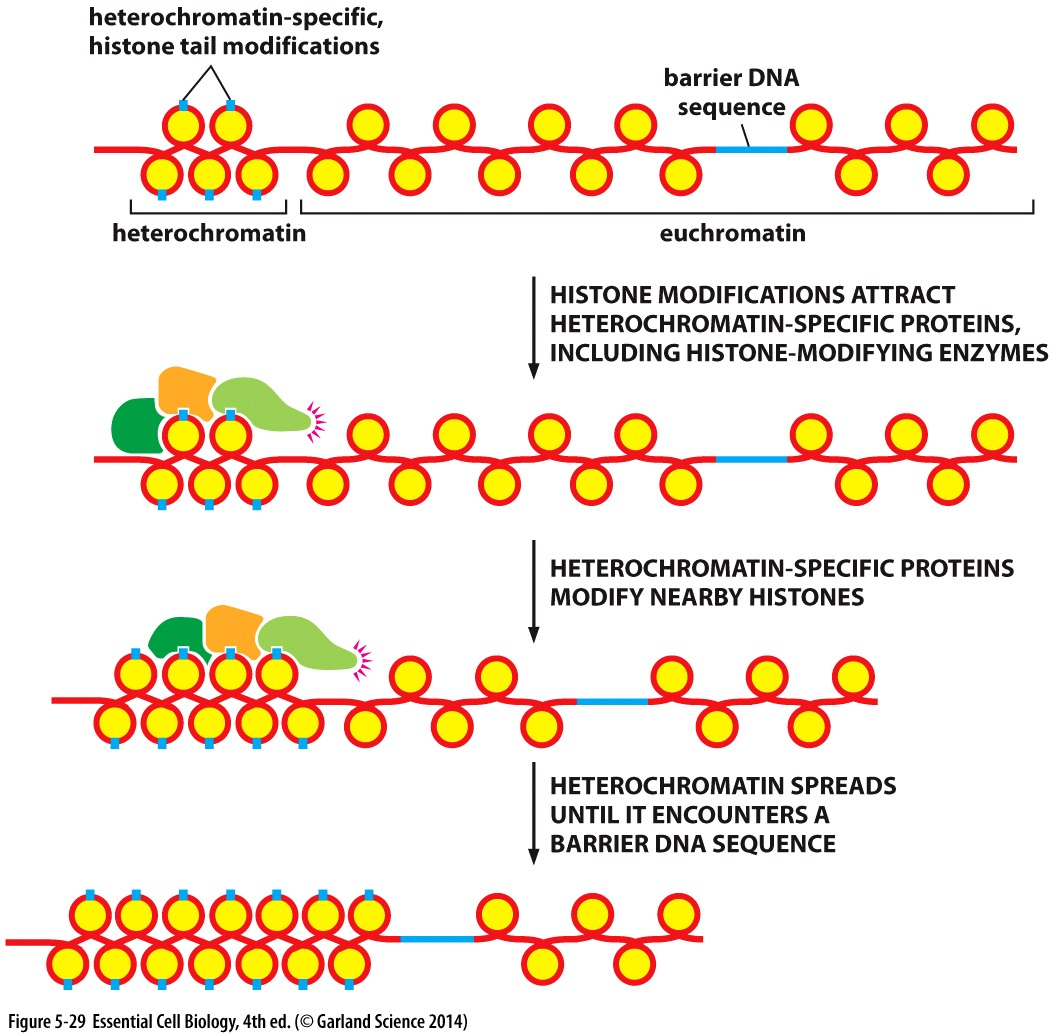 heterochromatin-specific,
histone tail modifications
barrier DNA
sequence
heterochromatin
euchromatin
HISTONE MODIFICATIONS ATTRACT
HETEROCHROMATIN-SPECIFIC PROTEINS,
INCLUDING HISTONE-MODIFYING ENZYMES
HETEROCHROMATIN-SPECIFIC PROTEINS
MODIFY NEARBY HISTONES
HETEROCHROMATIN SPREADS
UNTIL IT ENCOUNTERS A
BARRIER DNA SEQUENCE
Figure 5-29 Essential Cell Biology, 4th ed. (© Garland Science 2014)